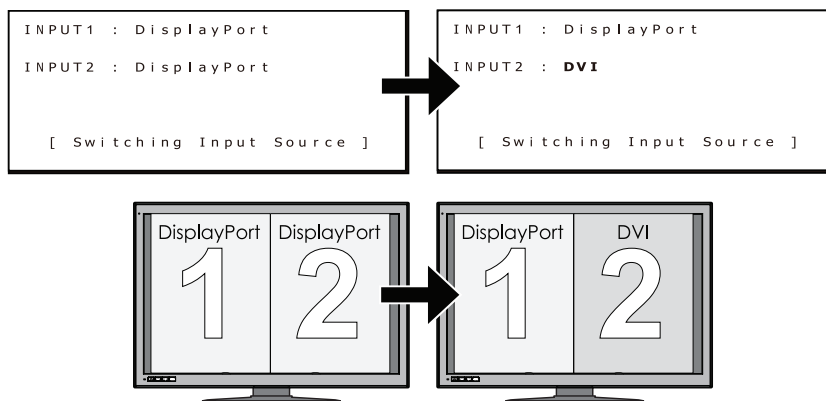 INPUT1 : DisplayPort
INPUT2 : DisplayPort
[ Switching Input Source ]
INPUT1 : DisplayPort
INPUT2 : DVI
[ Switching Input Source ]
DisplayPort DisplayPort
1 2
DisplayPort DVI
1 2